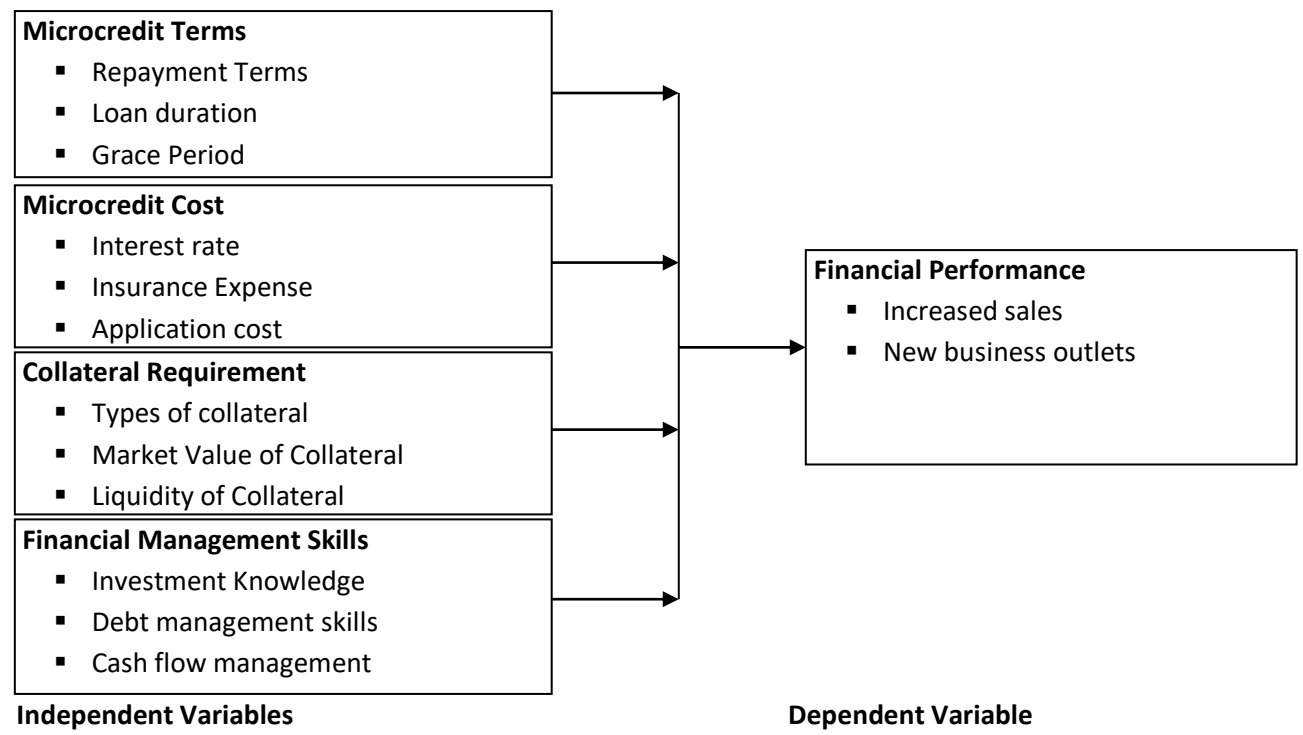 Microcredit Terms
▪ Repayment Terms
▪ Loan duration
▪ Grace Period
Microcredit Cost
▪ Interest rate
▪ Insurance Expense
▪ Application cost
Collateral Requirement
▪ Types of collateral
▪ Market Value of Collateral
▪ Liquidity of Collateral
Financial Management Skills
▪ Investment Knowledge
▪ Debt management skills
▪ Cash flow management
Independent Variables
Financial Performance
▪ Increased sales
▪ New business outlets
Dependent Variable